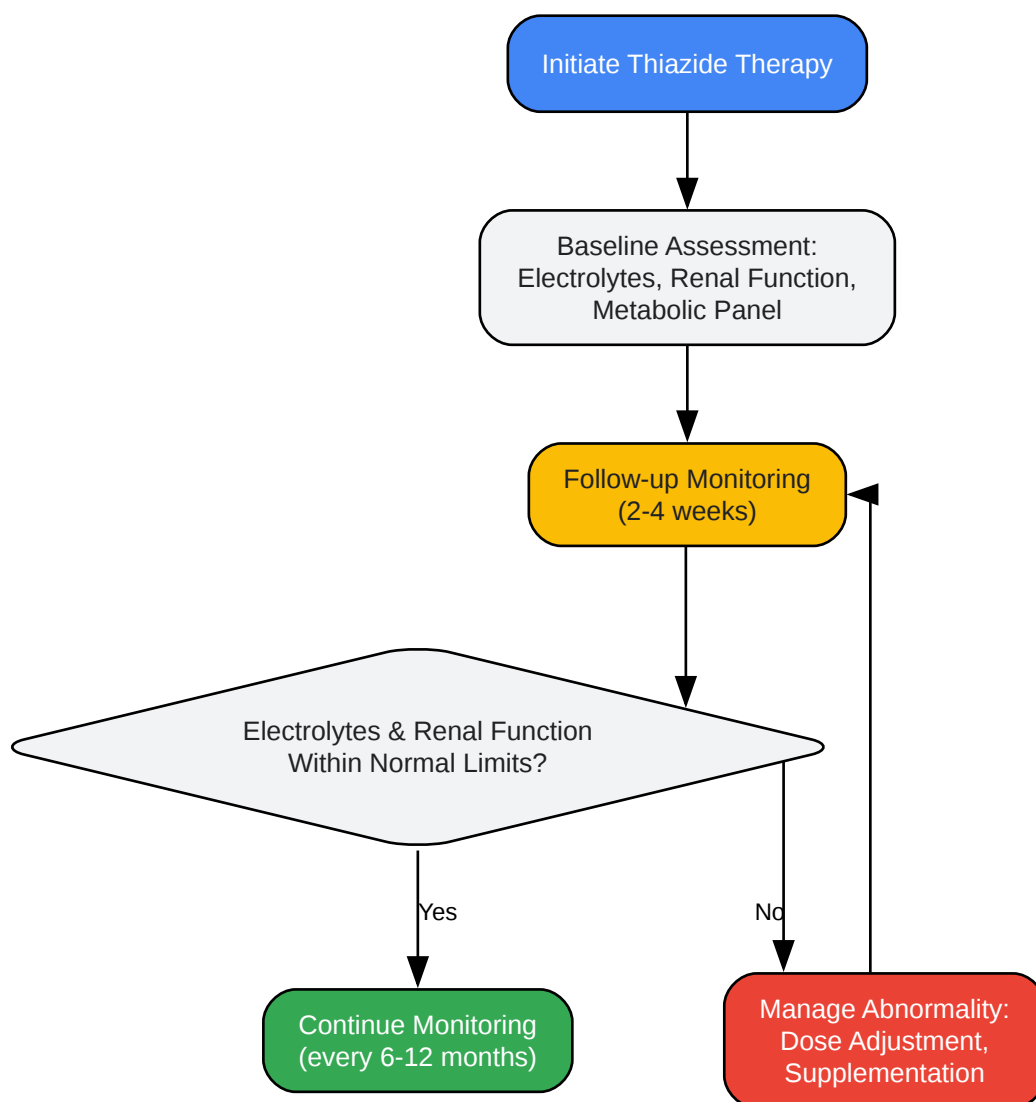 Initiate Thiazide Therapy
Baseline Assessment:
Electrolytes, Renal Function,
Metabolic Panel
Follow-up Monitoring
(2-4 weeks)
Electrolytes & Renal Function
Within Normal Limits?
Yes
No
Continue Monitoring
(every 6-12 months)
Manage Abnormality:
Dose Adjustment,
Supplementation